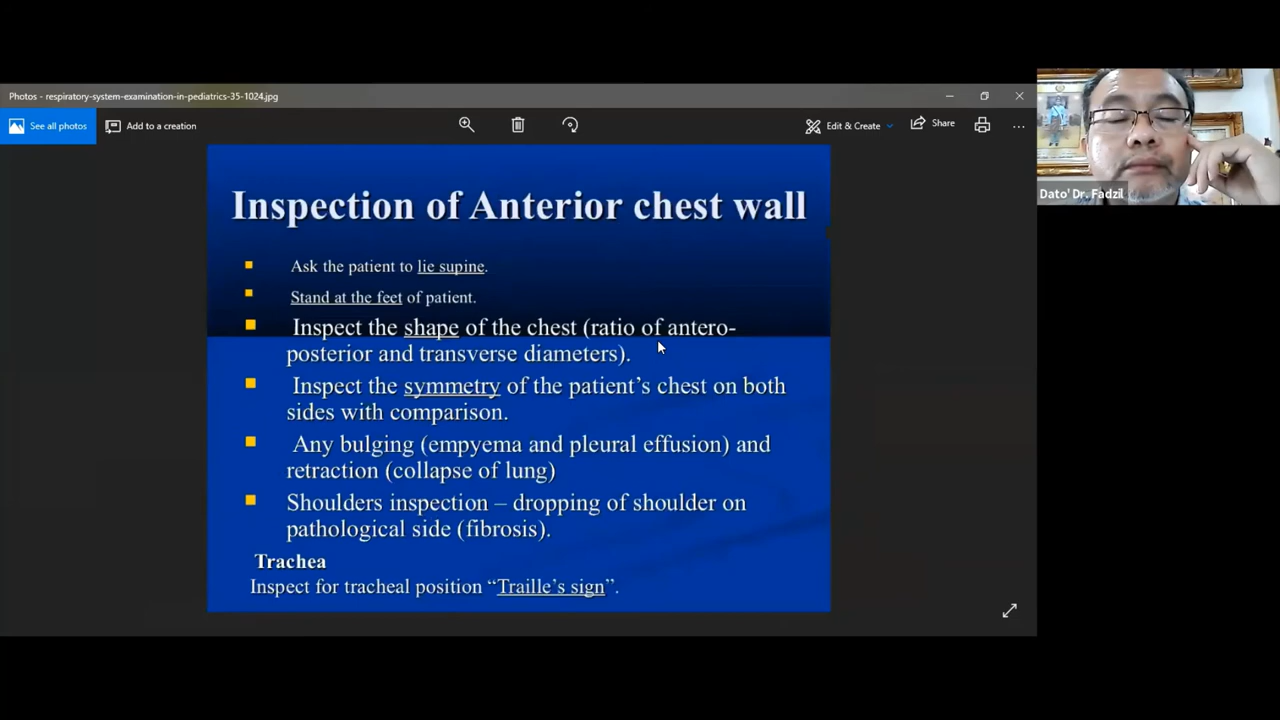 Photos - respiratory-system-examination-in-pediatrics-35-1024.jpg
See all photos
Add to a creation
Edit & Create
Share
Dato' Dr. Fadzil
Inspection of Anterior chest wall
Ask the patient to lie supine.
Stand at the feet of patient.
Inspect the shape of the chest (ratio of antero-
posterior and transverse diameters).
Inspect the symmetry of the patient’s chest on both
sides with comparison.
Any bulging (empyema and pleural effusion) and
retraction (collapse of lung)
Shoulders inspection – dropping of shoulder on
pathological side (fibrosis).
Trachea
Inspect for tracheal position “Traille’s sign”.